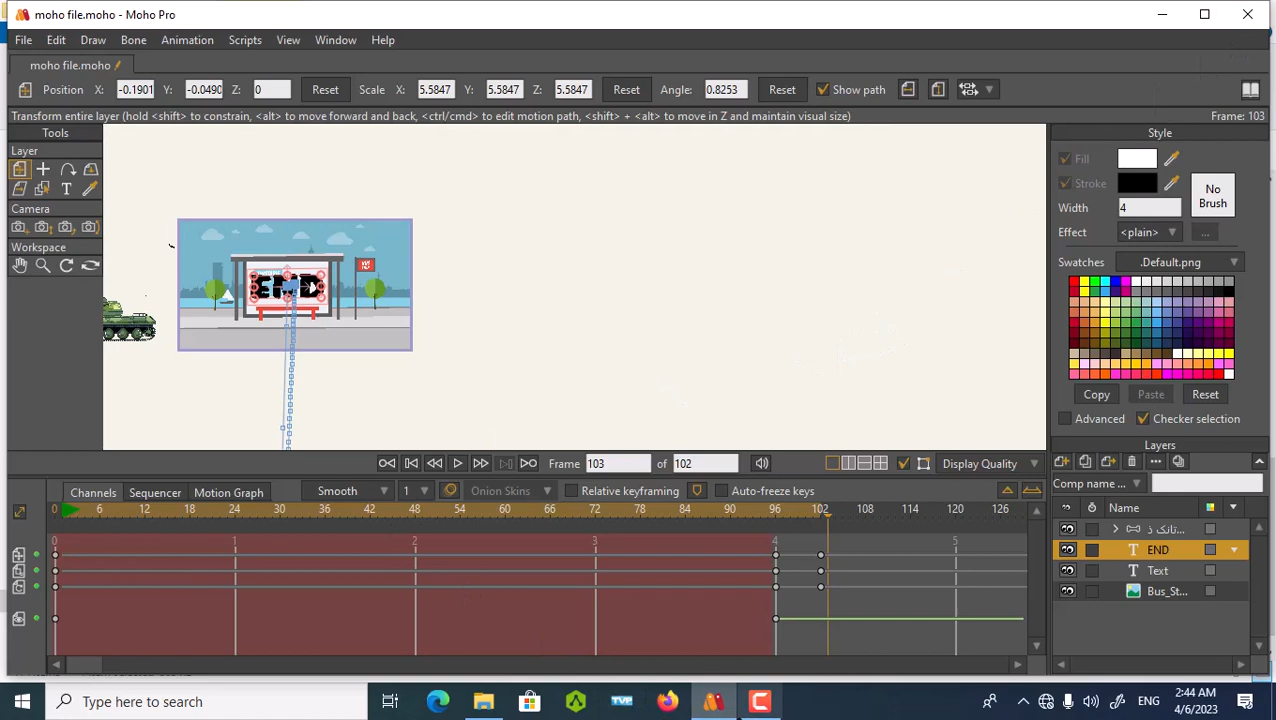 moho file.moho - Moho Pro
File Edit Draw Bone Animation Scripts View Window Help
moho file.moho
Position X: -0.1901 Y: -0.0490 Z: 0 Reset Scale X: 5.5847 Y: 5.5847 Z: 5.5847 Reset Angle: 0.8253 Reset Show path
Transform entire layer (hold <shift> to constrain, <alt> to move forward and back, <ctrl/cmd> to edit motion path, <shift> + <alt> to move in Z and maintain visual size) Frame: 103
Tools
Layer
Camera
Workspace
END
Style
Fill
Stroke
No Brush
Width 4
Effect <plain> ...
Swatches .Default.png
Copy Paste Reset
Advanced Checker selection
Layers
Comp name ...
Name
تانک ذ
END
Text
Bus_St...
Frame 103 of 102 Display Quality
Channels Sequencer Motion Graph Smooth 1 Onion Skins Relative keyframing Auto-freeze keys
0 6 12 18 24 30 36 42 48 54 60 66 72 78 84 90 96 102 108 114 120 126
0 1 2 3 4 5
Type here to search
TVP
ENG
2:44 AM
4/6/2023